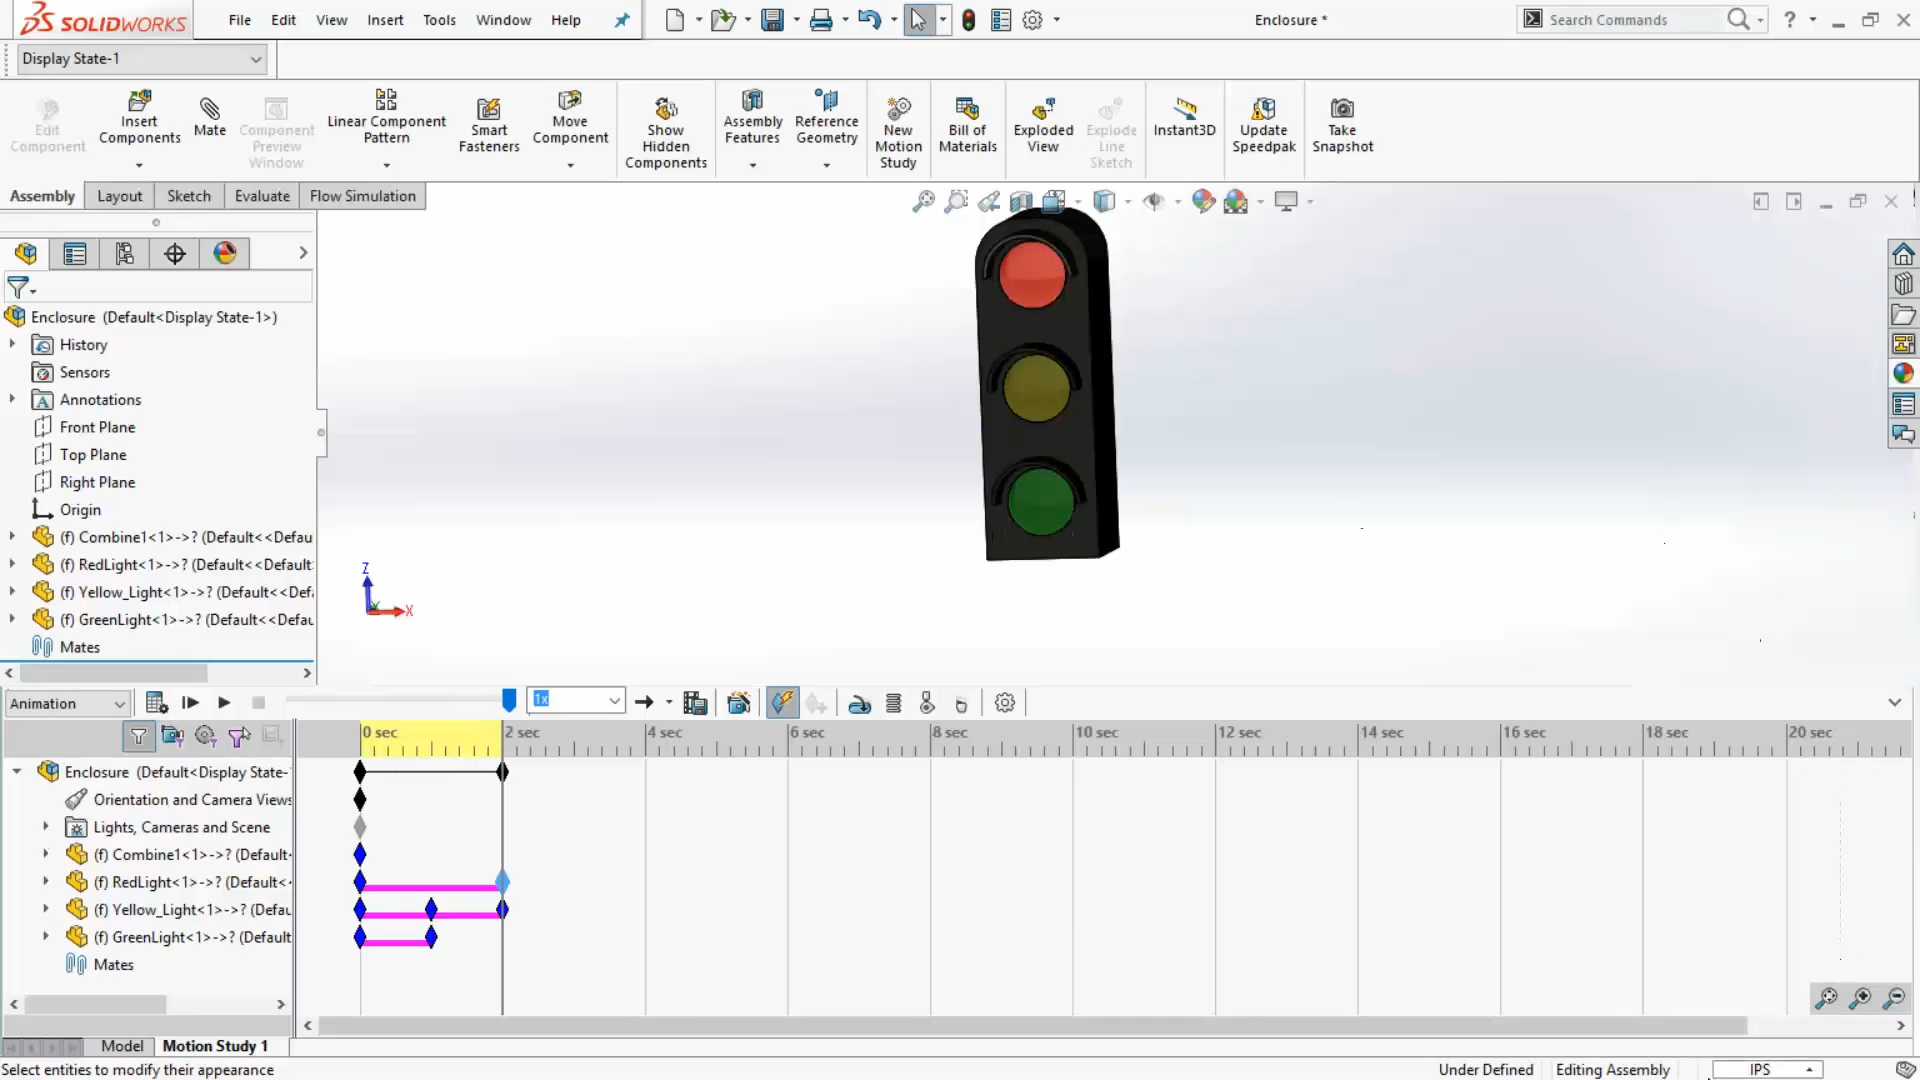 SOLIDWORKS File Edit View Insert Tools Window Help Enclosure * Search Commands ?
Display State-1
Edit Component
Insert Components
Mate
Component Preview Window
Linear Component Pattern
Smart Fasteners
Move Component
Show Hidden Components
Assembly Features
Reference Geometry
New Motion Study
Bill of Materials
Exploded View
Explode Line Sketch
Instant3D
Update Speedpak
Take Snapshot
Assembly Layout Sketch Evaluate Flow Simulation
Enclosure (Default<Display State-1>)
History
Sensors
Annotations
Front Plane
Top Plane
Right Plane
Origin
(f) Combine1<1>->? (Default<<Defau
(f) RedLight<1>->? (Default<<Default
(f) Yellow_Light<1>->? (Default<<Def
(f) GreenLight<1>->? (Default<<Defau
Mates
Z
X
Animation 1x
0 sec 2 sec 4 sec 6 sec 8 sec 10 sec 12 sec 14 sec 16 sec 18 sec 20 sec
Enclosure (Default<Display State-
Orientation and Camera Views
Lights, Cameras and Scene
(f) Combine1<1>->? (Default<
(f) RedLight<1>->? (Default<
(f) Yellow_Light<1>->? (Defau
(f) GreenLight<1>->? (Default
Mates
Model Motion Study 1
Select entities to modify their appearance Under Defined Editing Assembly IPS